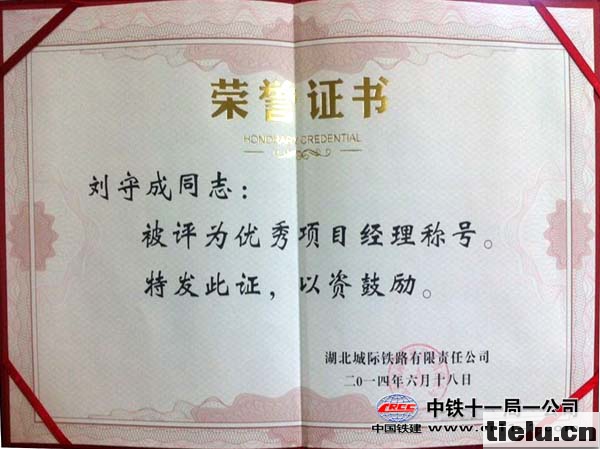 荣誉证书
HONORARY CREDENTIAL
刘守成同志：
被评为优秀项目经理称号。
特发此证，以资鼓励。
湖北城际铁路有限责任公司
二〇一四年六月十八日
CRCC 中铁十一局一公司
中国铁建
tielu.cn